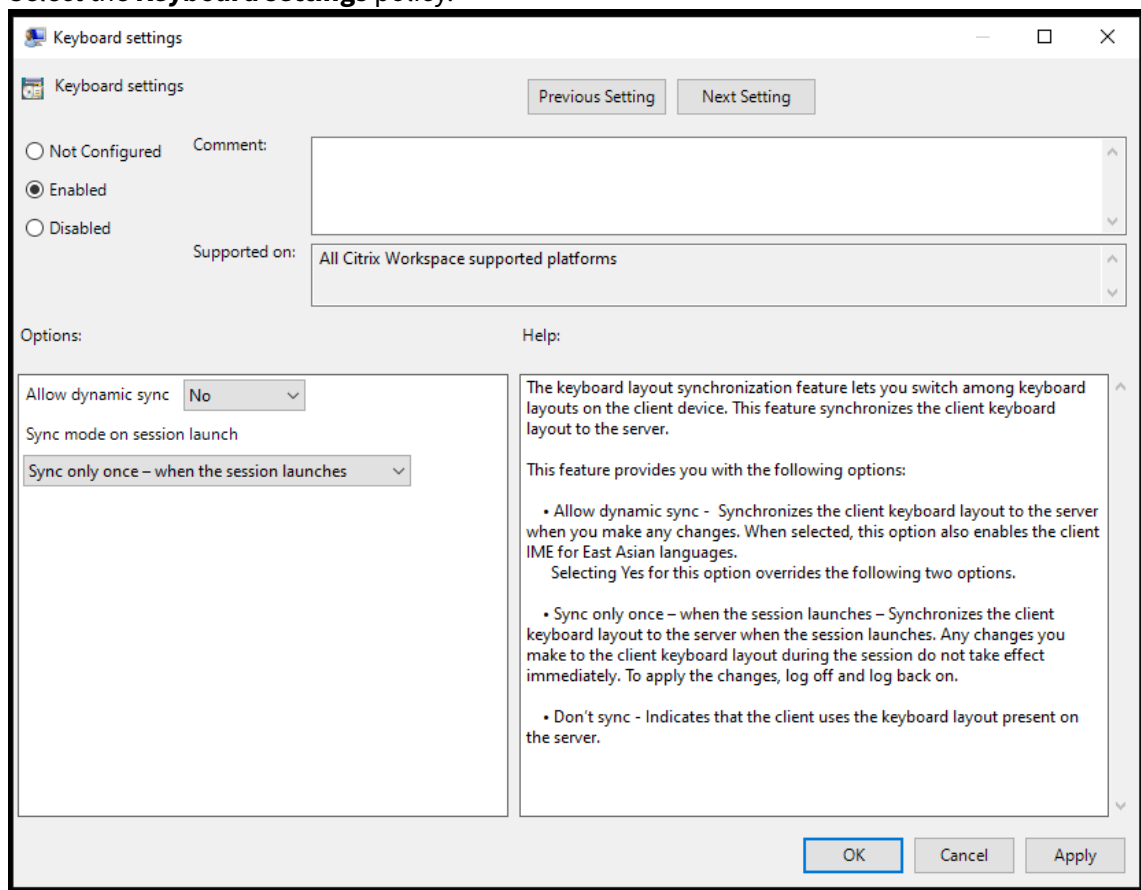 Select the Keyboard settings policy.
Keyboard settings
Keyboard settings
Previous Setting
Next Setting
Not Configured
Comment:
Enabled
Disabled
Supported on:
All Citrix Workspace supported platforms
Options:
Help:
Allow dynamic sync No
Sync mode on session launch
Sync only once – when the session launches
The keyboard layout synchronization feature lets you switch among keyboard
layouts on the client device. This feature synchronizes the client keyboard
layout to the server.
This feature provides you with the following options:
• Allow dynamic sync - Synchronizes the client keyboard layout to the server
when you make any changes. When selected, this option also enables the client
IME for East Asian languages.
Selecting Yes for this option overrides the following two options.
• Sync only once – when the session launches – Synchronizes the client
keyboard layout to the server when the session launches. Any changes you
make to the client keyboard layout during the session do not take effect
immediately. To apply the changes, log off and log back on.
• Don't sync - Indicates that the client uses the keyboard layout present on
the server.
OK
Cancel
Apply